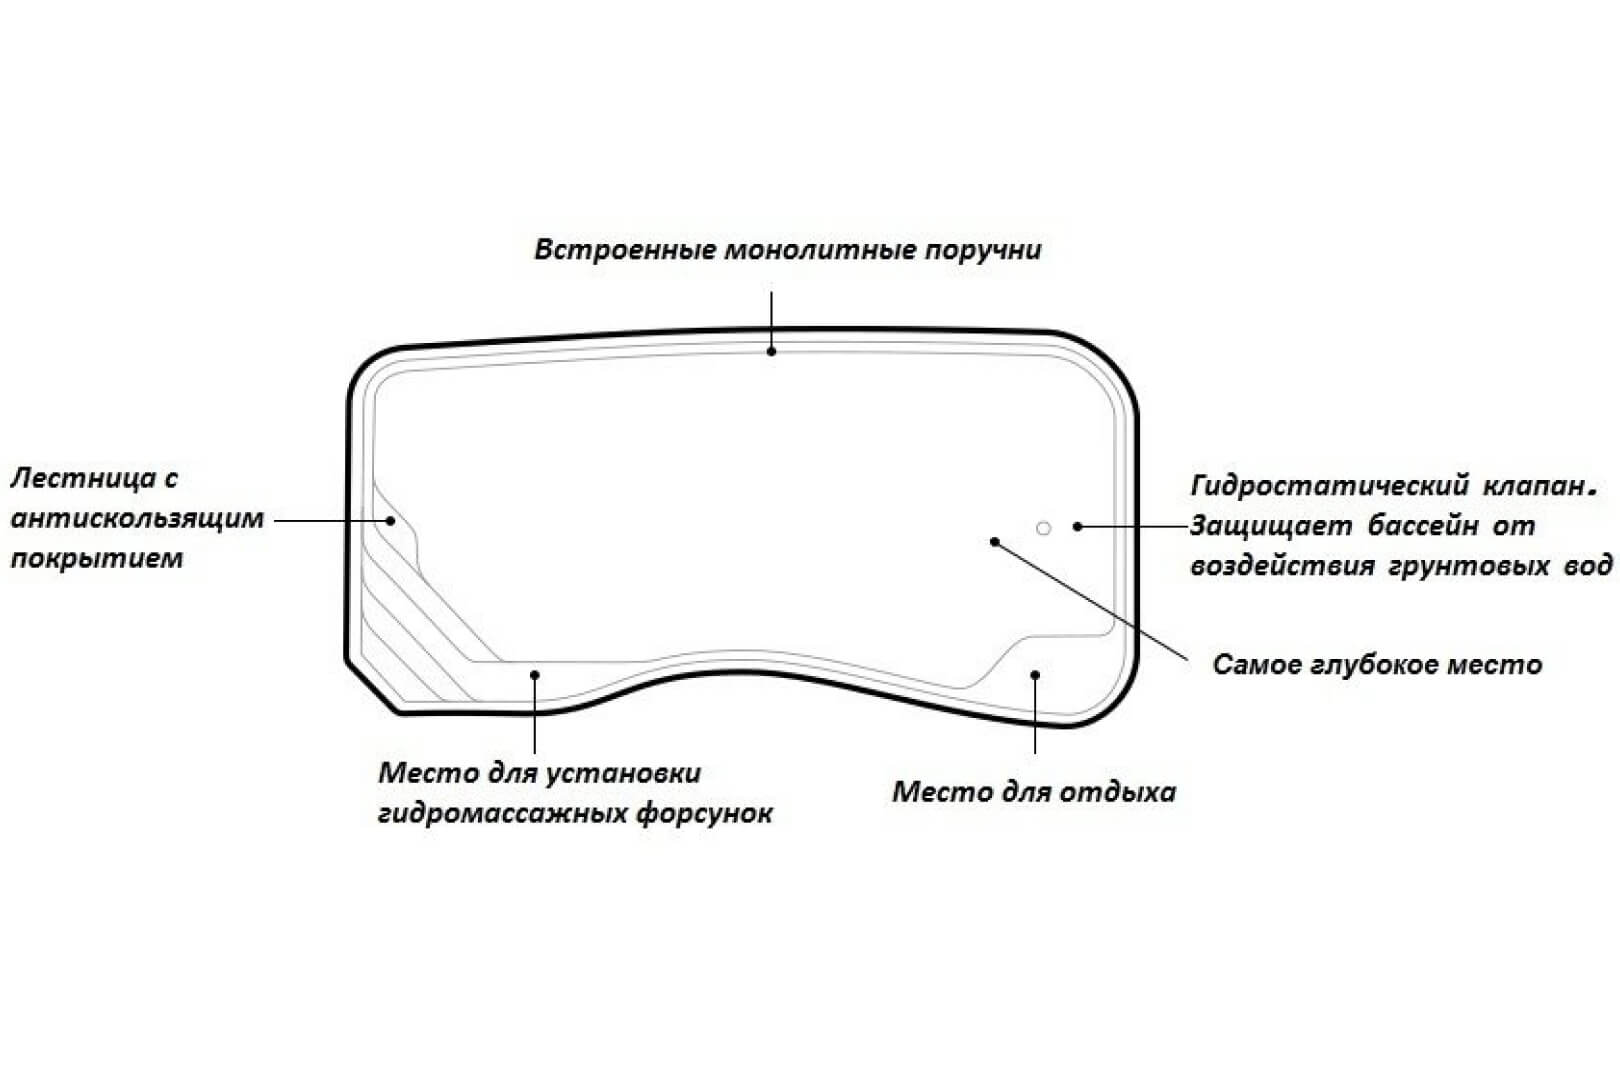 Встроенные монолитные поручни
Лестница с
антискользящим
покрытием
Гидростатический клапан.
Защищает бассейн от
воздействия грунтовых вод
Самое глубокое место
Место для установки
гидромассажных форсунок
Место для отдыха